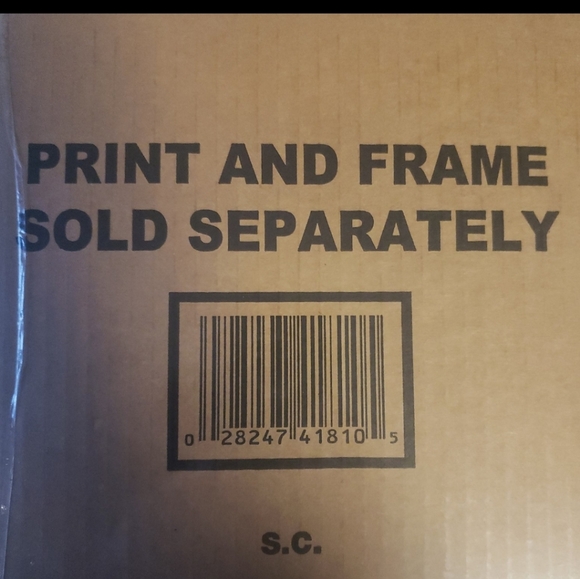 PRINT AND FRAME
SOLD SEPARATELY
0 28247 41810 5
S.C.